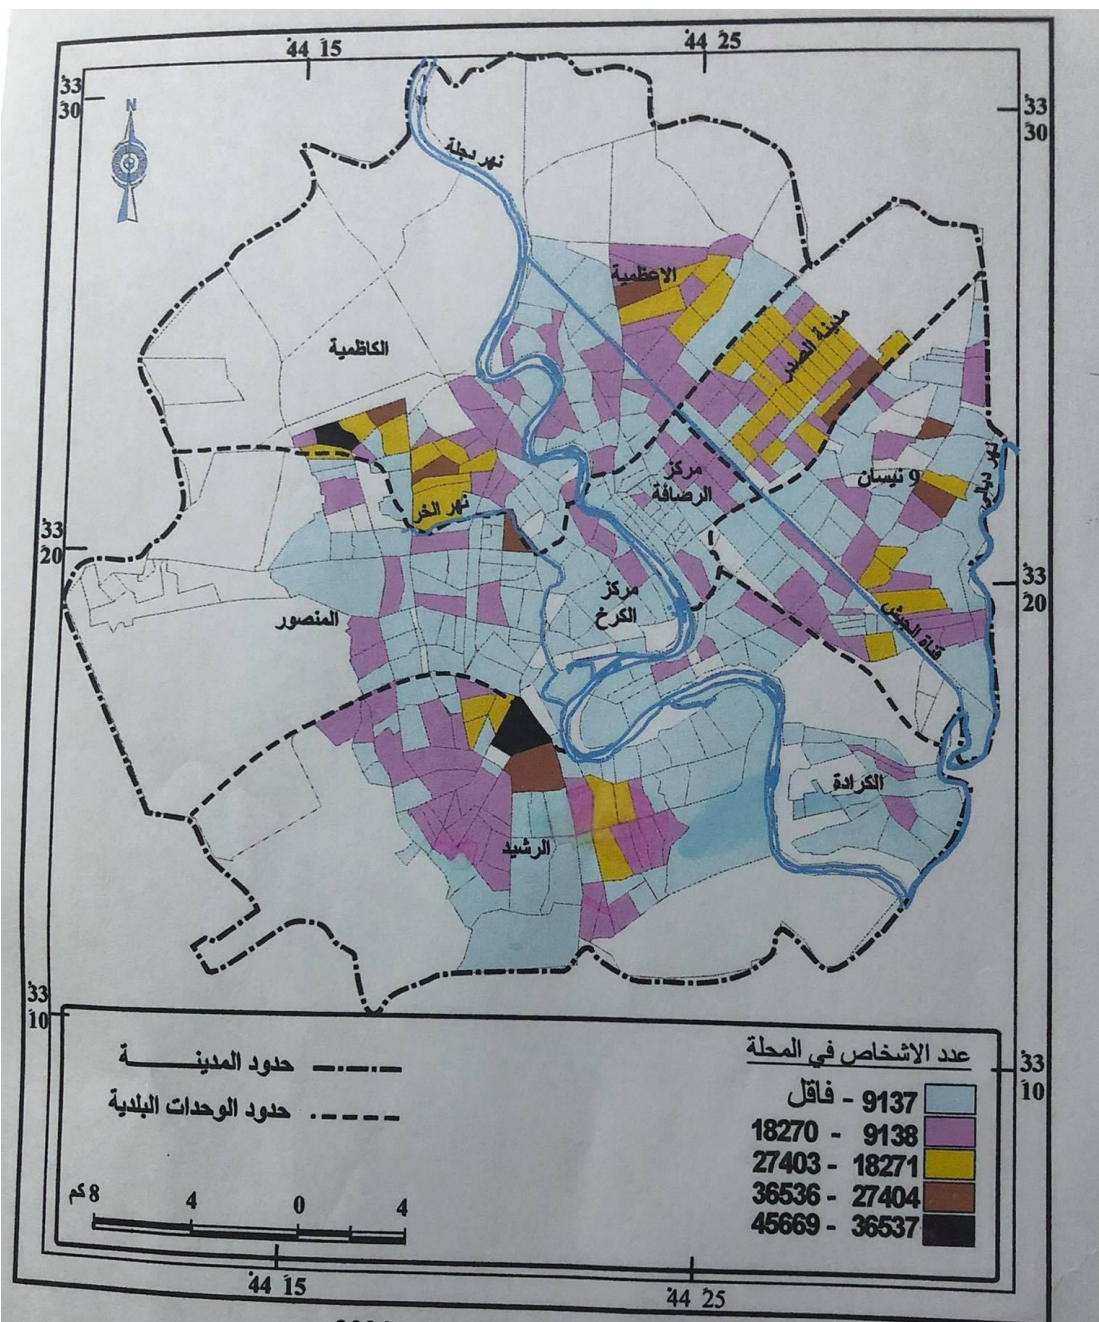 44 15
44 25
33
30
33
30
N
نهر دجلة
الاعظمية
مدينة الصدر
الكاظمية
نهر ديالى
9 نيسان
مركز
الرصافة
نهر الخر
33
20
33
20
مركز
الكرخ
المنصور
قناة الجيش
الكرادة
الرشيد
33
10
33
10
عدد الاشخاص في المحلة
9137 - فاقل
9138 - 18270
18271 - 27403
27404 - 36536
36537 - 45669
حدود المدينـــــــــة
حدود الوحدات البلدية
8 كم 4 0 4
44 15
44 25